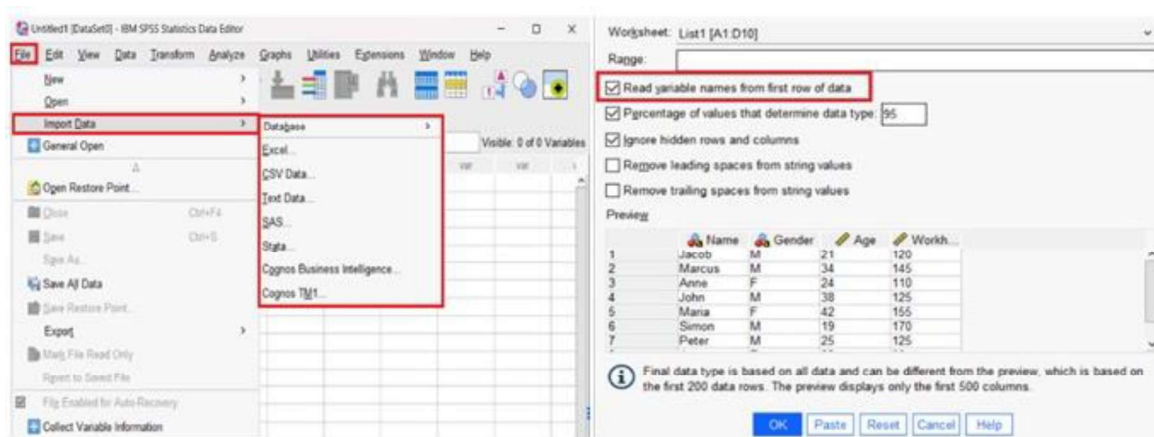 Untitled1 [DataSet0] - IBM SPSS Statistics Data Editor
File Edit View Data Transform Analyze Graphs Utilities Extensions Window Help
New
Open
Import Data
General Open
Open Restore Point...
Close Ctrl+F4
Save Ctrl+S
Save As...
Save All Data
Save Restore Point...
Export
Mark File Read Only
Revert to Saved File
File Enabled for Auto Recovery
Collect Variable Information
Database
Excel...
CSV Data...
Text Data...
SAS...
Stata...
Cognos Business Intelligence...
Cognos TM1...
Visible: 0 of 0 Variables
var var
Worksheet: List1 [A1:D10]
Range:
Read variable names from first row of data
Percentage of values that determine data type: 95
Ignore hidden rows and columns
Remove leading spaces from string values
Remove trailing spaces from string values
Preview
Name Gender Age Workh...
1 Jacob M 21 120
2 Marcus M 34 145
3 Anne F 24 110
4 John M 38 125
5 Maria F 42 155
6 Simon M 19 170
7 Peter M 25 125
Final data type is based on all data and can be different from the preview, which is based on
the first 200 data rows. The preview displays only the first 500 columns.
OK Paste Reset Cancel Help